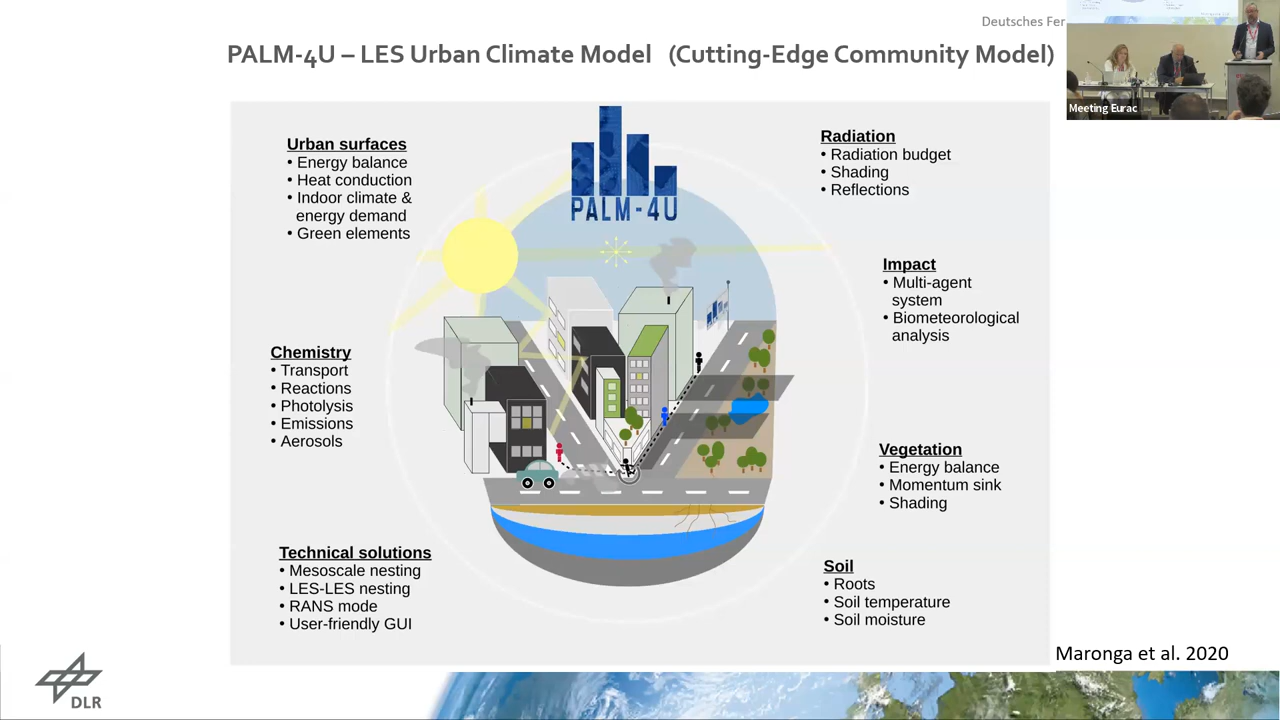 Deutsches Fer
PALM-4U – LES Urban Climate Model (Cutting-Edge Community Model)
Meeting Eurac
PALM-4U
Urban surfaces
• Energy balance
• Heat conduction
• Indoor climate &
energy demand
• Green elements
Radiation
• Radiation budget
• Shading
• Reflections
Impact
• Multi-agent
system
• Biometeorological
analysis
Chemistry
• Transport
• Reactions
• Photolysis
• Emissions
• Aerosols
Vegetation
• Energy balance
• Momentum sink
• Shading
Technical solutions
• Mesoscale nesting
• LES-LES nesting
• RANS mode
• User-friendly GUI
Soil
• Roots
• Soil temperature
• Soil moisture
Maronga et al. 2020
DLR